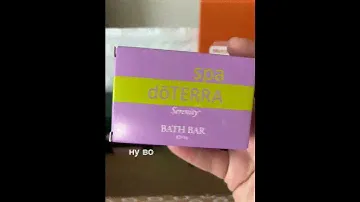 spa
dōTERRA
Serenity
BATH BAR
ну во